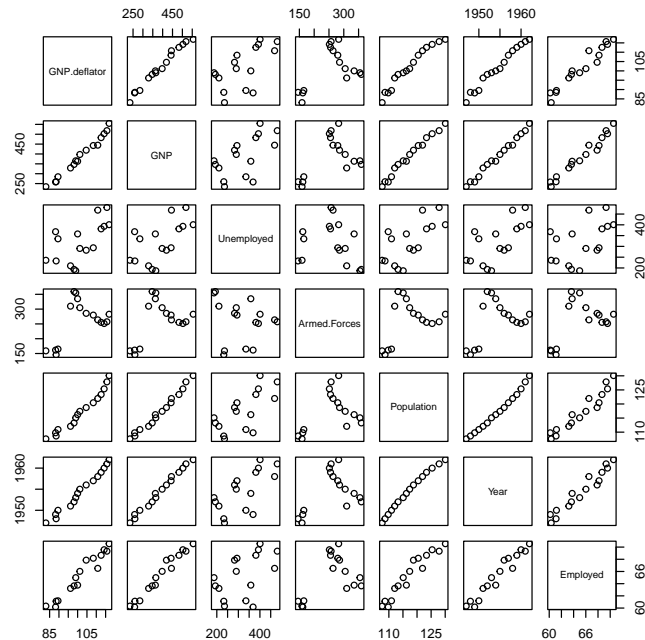 250 450
150 300
1950 1960
GNP.deflator
85 105
GNP
250 450
Unemployed
200 400
Armed.Forces
150 300
Population
110 125
Year
1950 1960
Employed
60 66
85 105
200 400
110 125
60 66